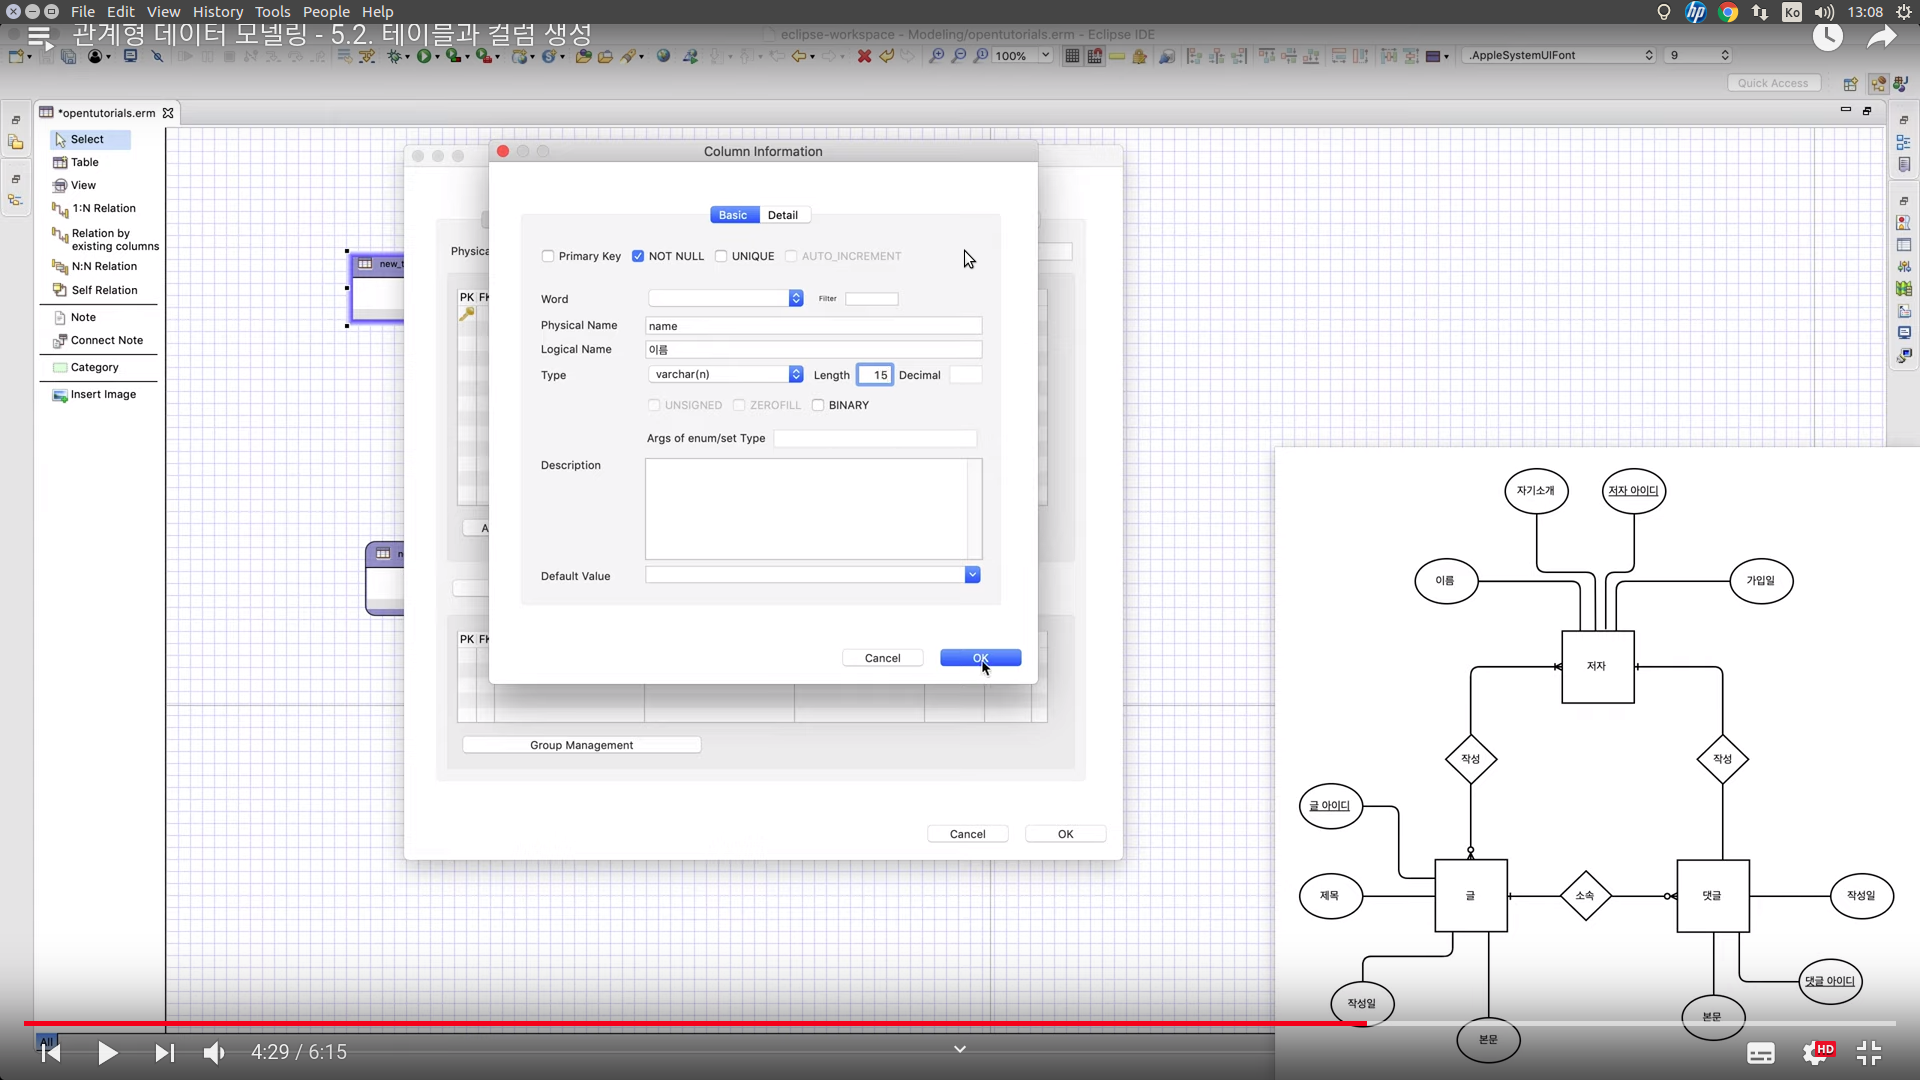 File Edit View History Tools People Help
Ko 13:08
관계형 데이터 모델링 - 5.2. 테이블과 컬럼 생성
eclipse-workspace - Modeling/opentutorials.erm - Eclipse IDE
100% .AppleSystemUIFont 9
Quick Access
*opentutorials.erm
Select
Table
View
1:N Relation
Relation by
existing columns
N:N Relation
Self Relation
Note
Connect Note
Category
Insert Image
new_t
Column Information
Basic Detail
Physica
Primary Key NOT NULL UNIQUE AUTO_INCREMENT
PK FK
Word Filter
Physical Name name
Logical Name 이름
Type varchar(n) Length 15 Decimal
UNSIGNED ZEROFILL BINARY
Args of enum/set Type
Description
A
n
Default Value
PK FK
Cancel OK
Group Management
Cancel OK
자기소개 저자 아이디
이름 가입일
저자
작성 작성
글 아이디
제목 글 소속 댓글 작성일
댓글 아이디
작성일 본문
본문
All
4:29 / 6:15
HD